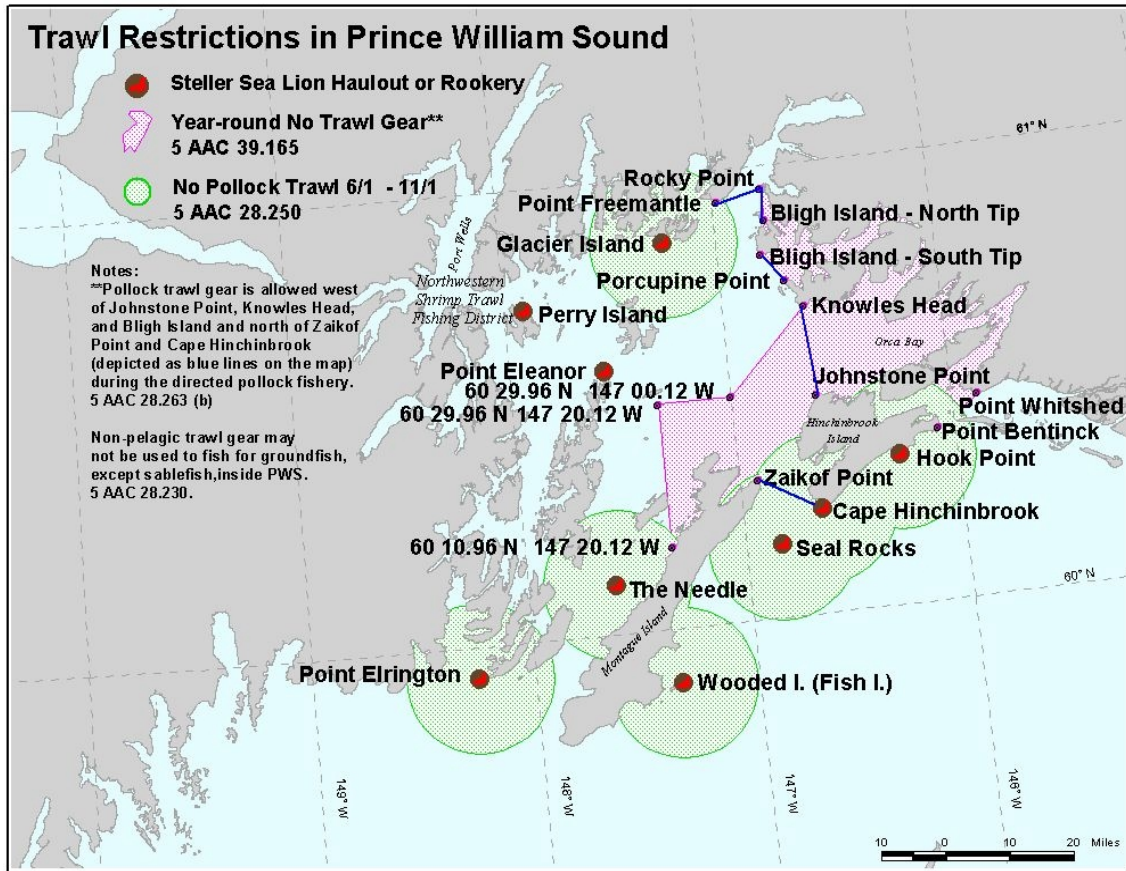 Trawl Restrictions in Prince William Sound
Steller Sea Lion Haulout or Rookery
Year-round No Trawl Gear**
5 AAC 39.165
No Pollock Trawl 6/1 - 11/1
5 AAC 28.250
Notes:
**Pollock trawl gear is allowed west
of Johnstone Point, Knowles Head,
and Bligh Island and north of Zaikof
Point and Cape Hinchinbrook
(depicted as blue lines on the map)
during the directed pollock fishery.
5 AAC 28.263 (b)
Non-pelagic trawl gear may
not be used to fish for groundfish,
except sablefish,inside PWS.
5 AAC 28.230.
61° N
Rocky Point
Point Freemantle
Bligh Island - North Tip
Glacier Island
Bligh Island - South Tip
Port Wells
Porcupine Point
Northwestern
Shrimp Trawl
Fishing District
Knowles Head
Perry Island
Orca Bay
Point Eleanor
Johnstone Point
60 29.96 N 147 00.12 W
60 29.96 N 147 20.12 W
Point Whitshed
Hinchinbrook
Island
Point Bentinck
Hook Point
Zaikof Point
Cape Hinchinbrook
60 10.96 N 147 20.12 W
Seal Rocks
60° N
The Needle
Montague Island
Point Elrington
Wooded I. (Fish I.)
149° W
148° W
147° W
146° W
10 0 10 20 Miles